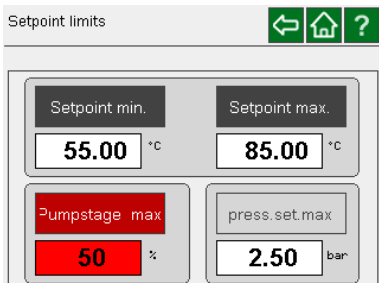 Setpoint limits
?
Setpoint min. Setpoint max.
55.00 °C 85.00 °C
Pumpstage max press.set.max
50 % 2.50 bar